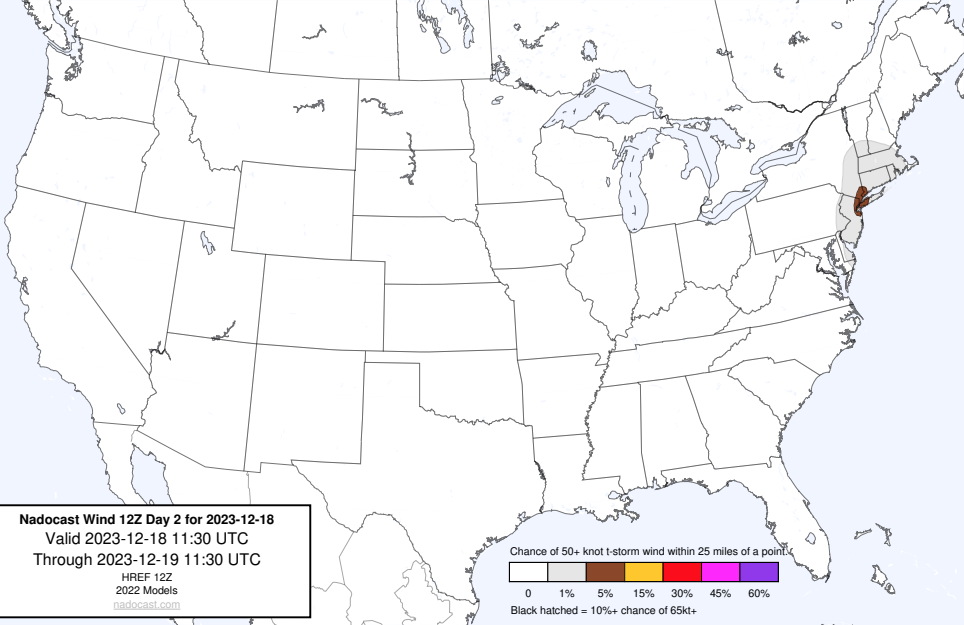 Nadocast Wind 12Z Day 2 for 2023-12-18
Valid 2023-12-18 11:30 UTC
Through 2023-12-19 11:30 UTC
HREF 12Z
2022 Models
nadocast.com
Chance of 50+ knot t-storm wind within 25 miles of a point.
0 1% 5% 15% 30% 45% 60%
Black hatched = 10%+ chance of 65kt+